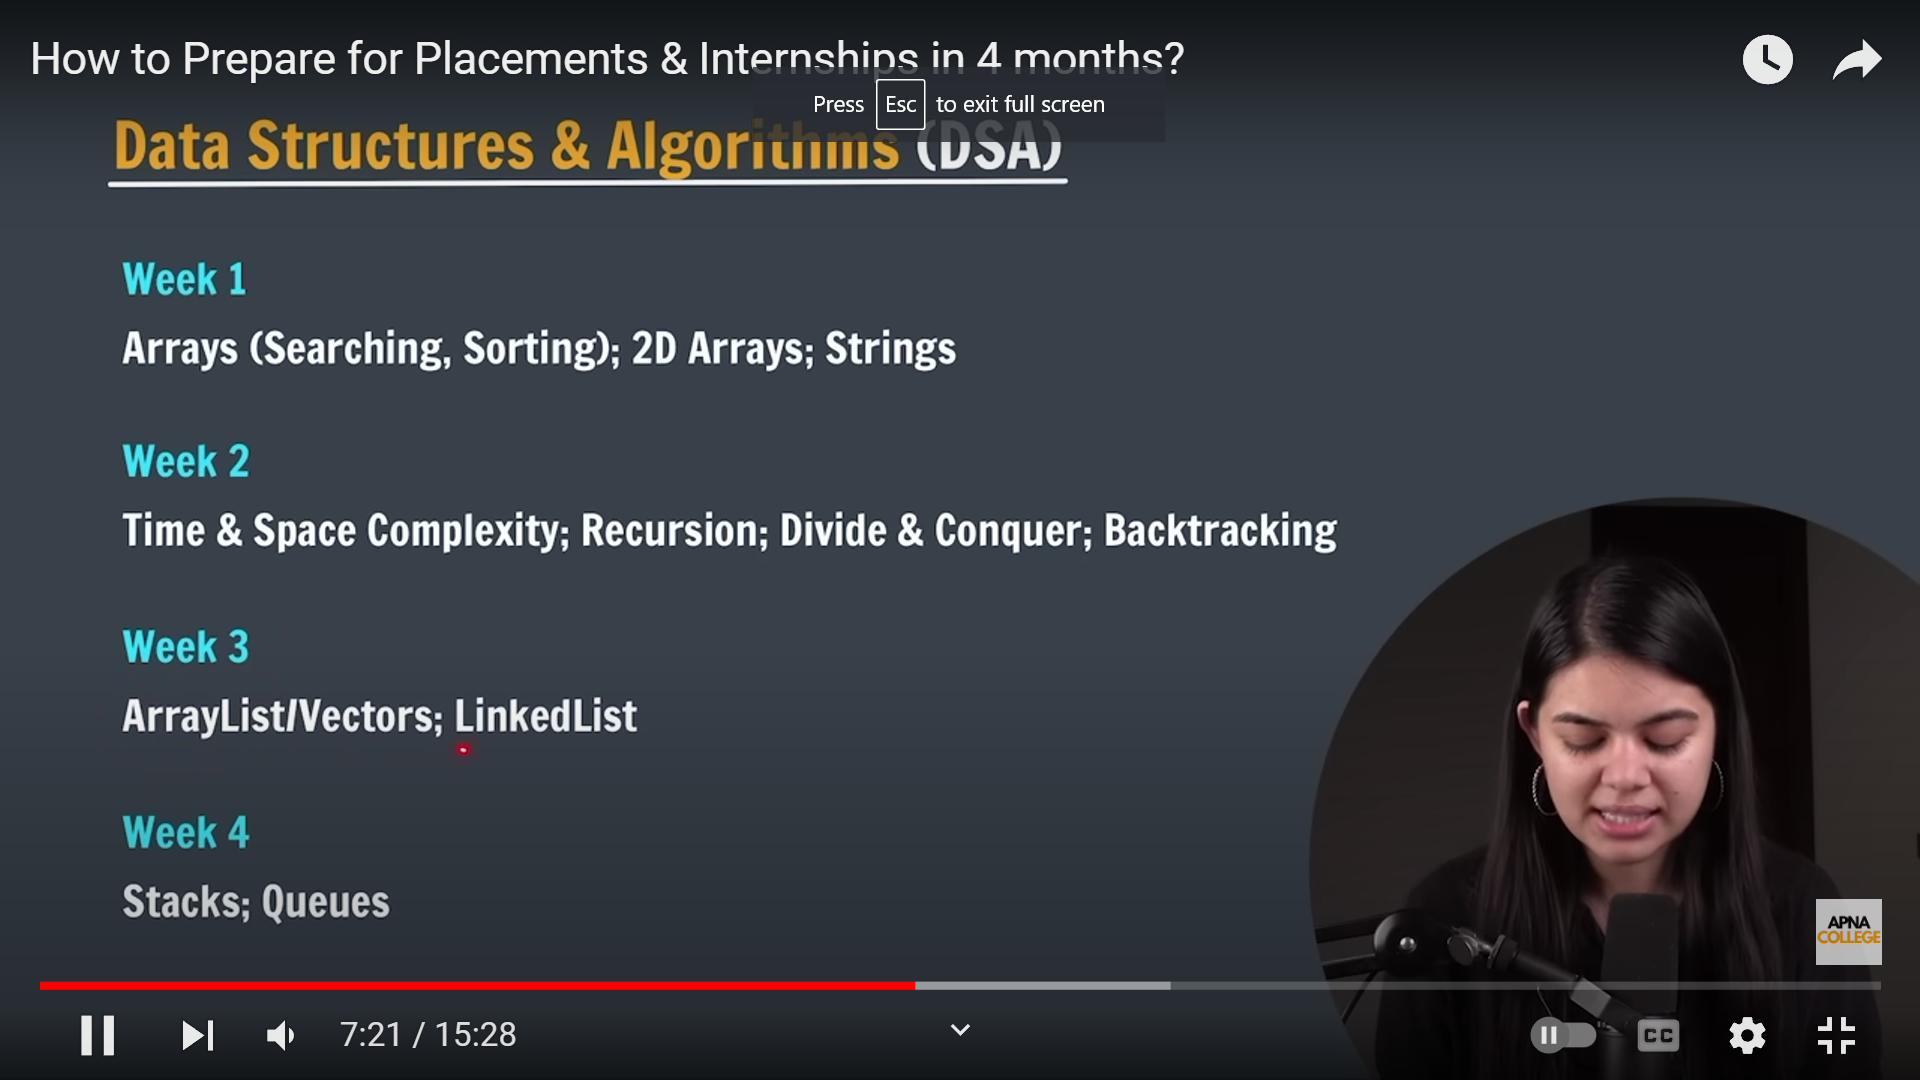 How to Prepare for Placements & Internships in 4 months?
Press Esc to exit full screen
Data Structures & Algorithms (DSA)
Week 1
Arrays (Searching, Sorting); 2D Arrays; Strings
Week 2
Time & Space Complexity; Recursion; Divide & Conquer; Backtracking
Week 3
ArrayList/Vectors; LinkedList
Week 4
Stacks; Queues
APNA
COLLEGE
7:21 / 15:28
CC